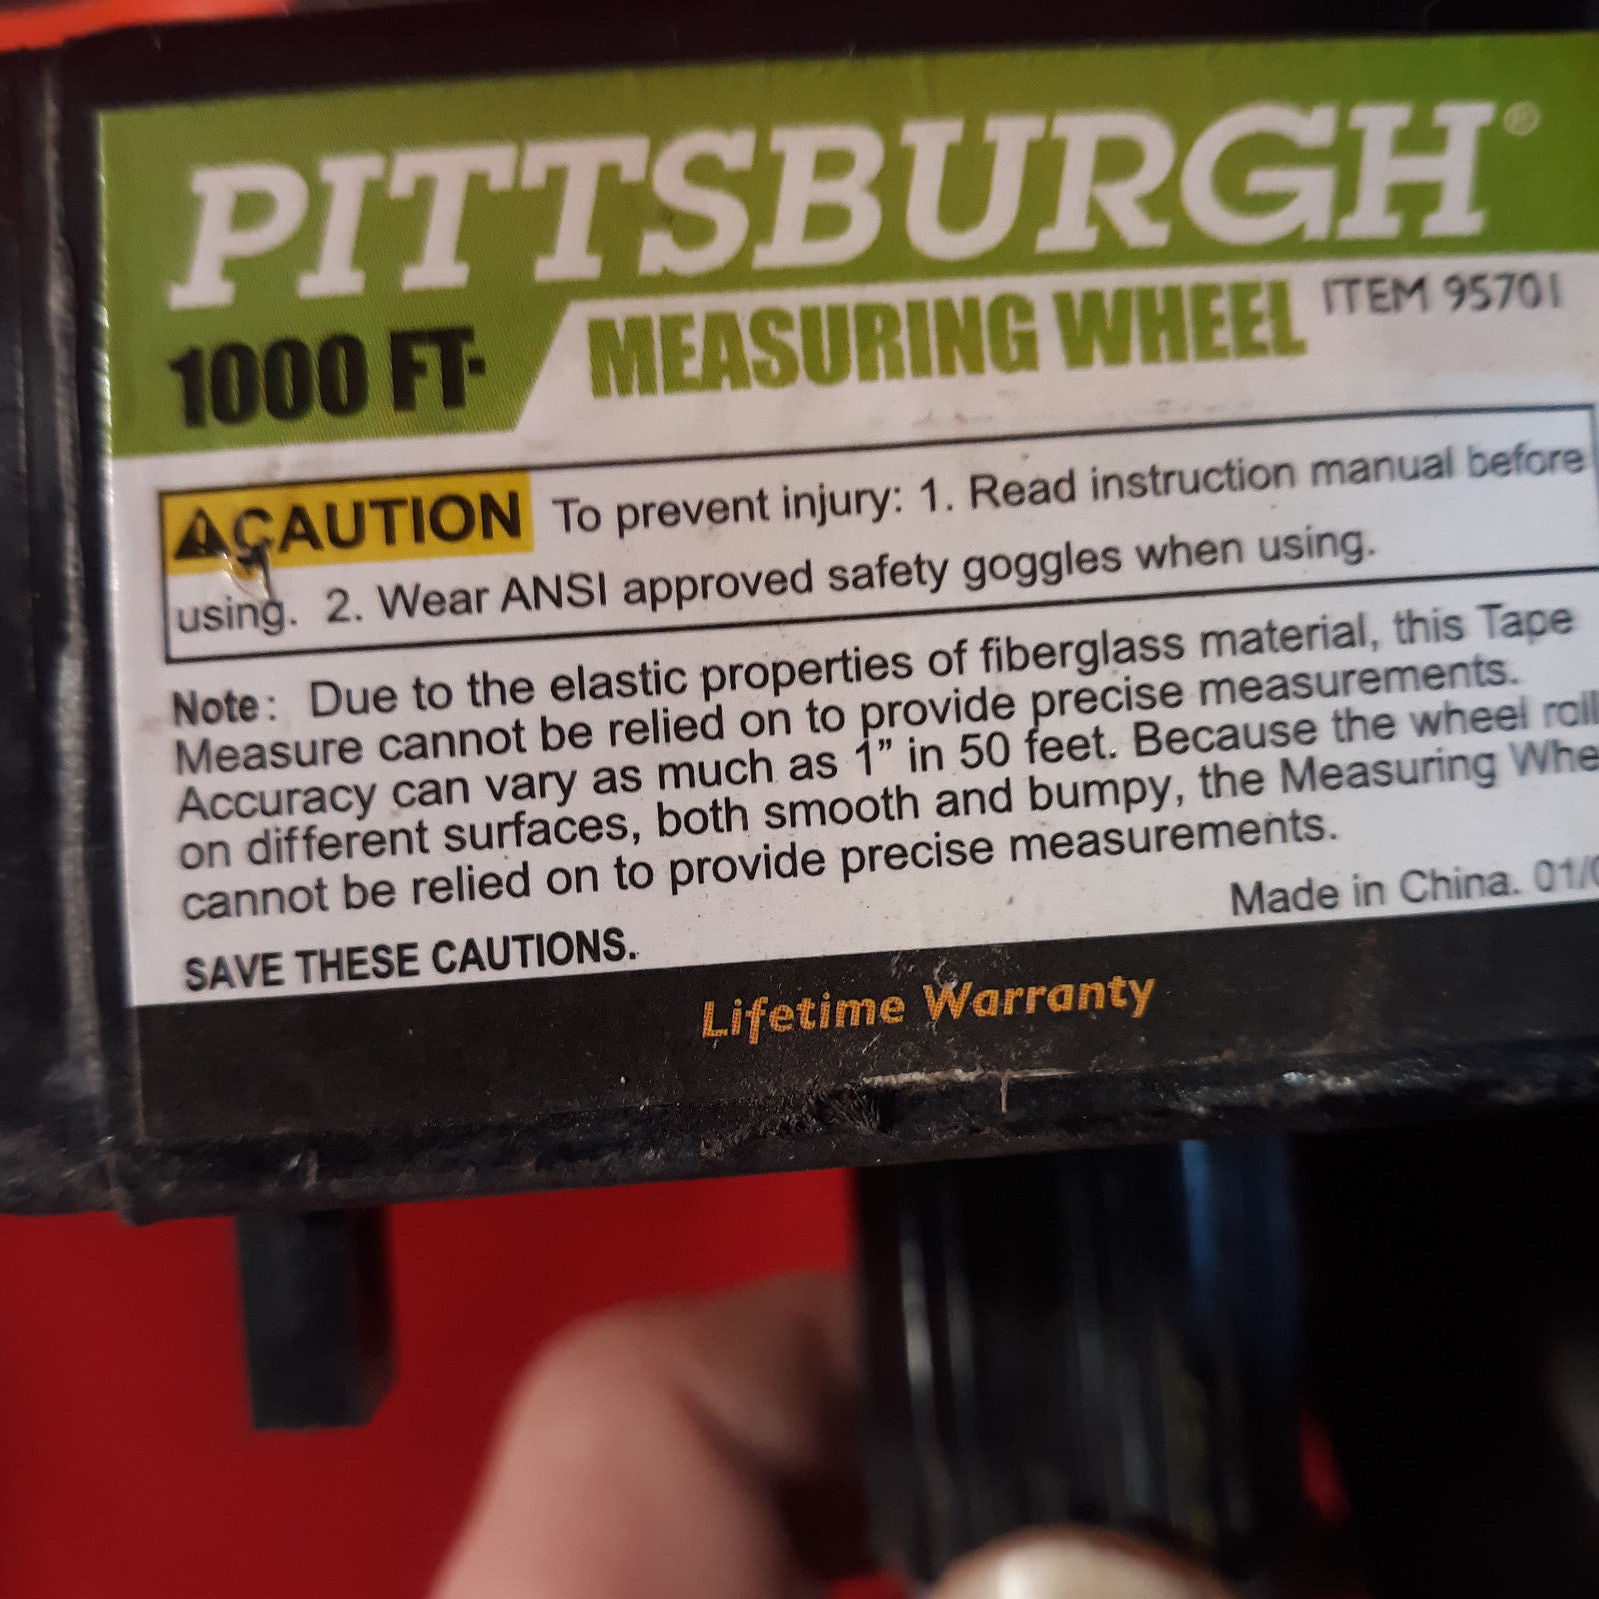 PITTSBURGH®
1000 FT. MEASURING WHEEL ITEM 95701
CAUTION To prevent injury: 1. Read instruction manual before
using. 2. Wear ANSI approved safety goggles when using.
Note: Due to the elastic properties of fiberglass material, this Tape
Measure cannot be relied on to provide precise measurements.
Accuracy can vary as much as 1” in 50 feet. Because the wheel roll
on different surfaces, both smooth and bumpy, the Measuring Whe
cannot be relied on to provide precise measurements.
Made in China. 01/
SAVE THESE CAUTIONS.
Lifetime Warranty